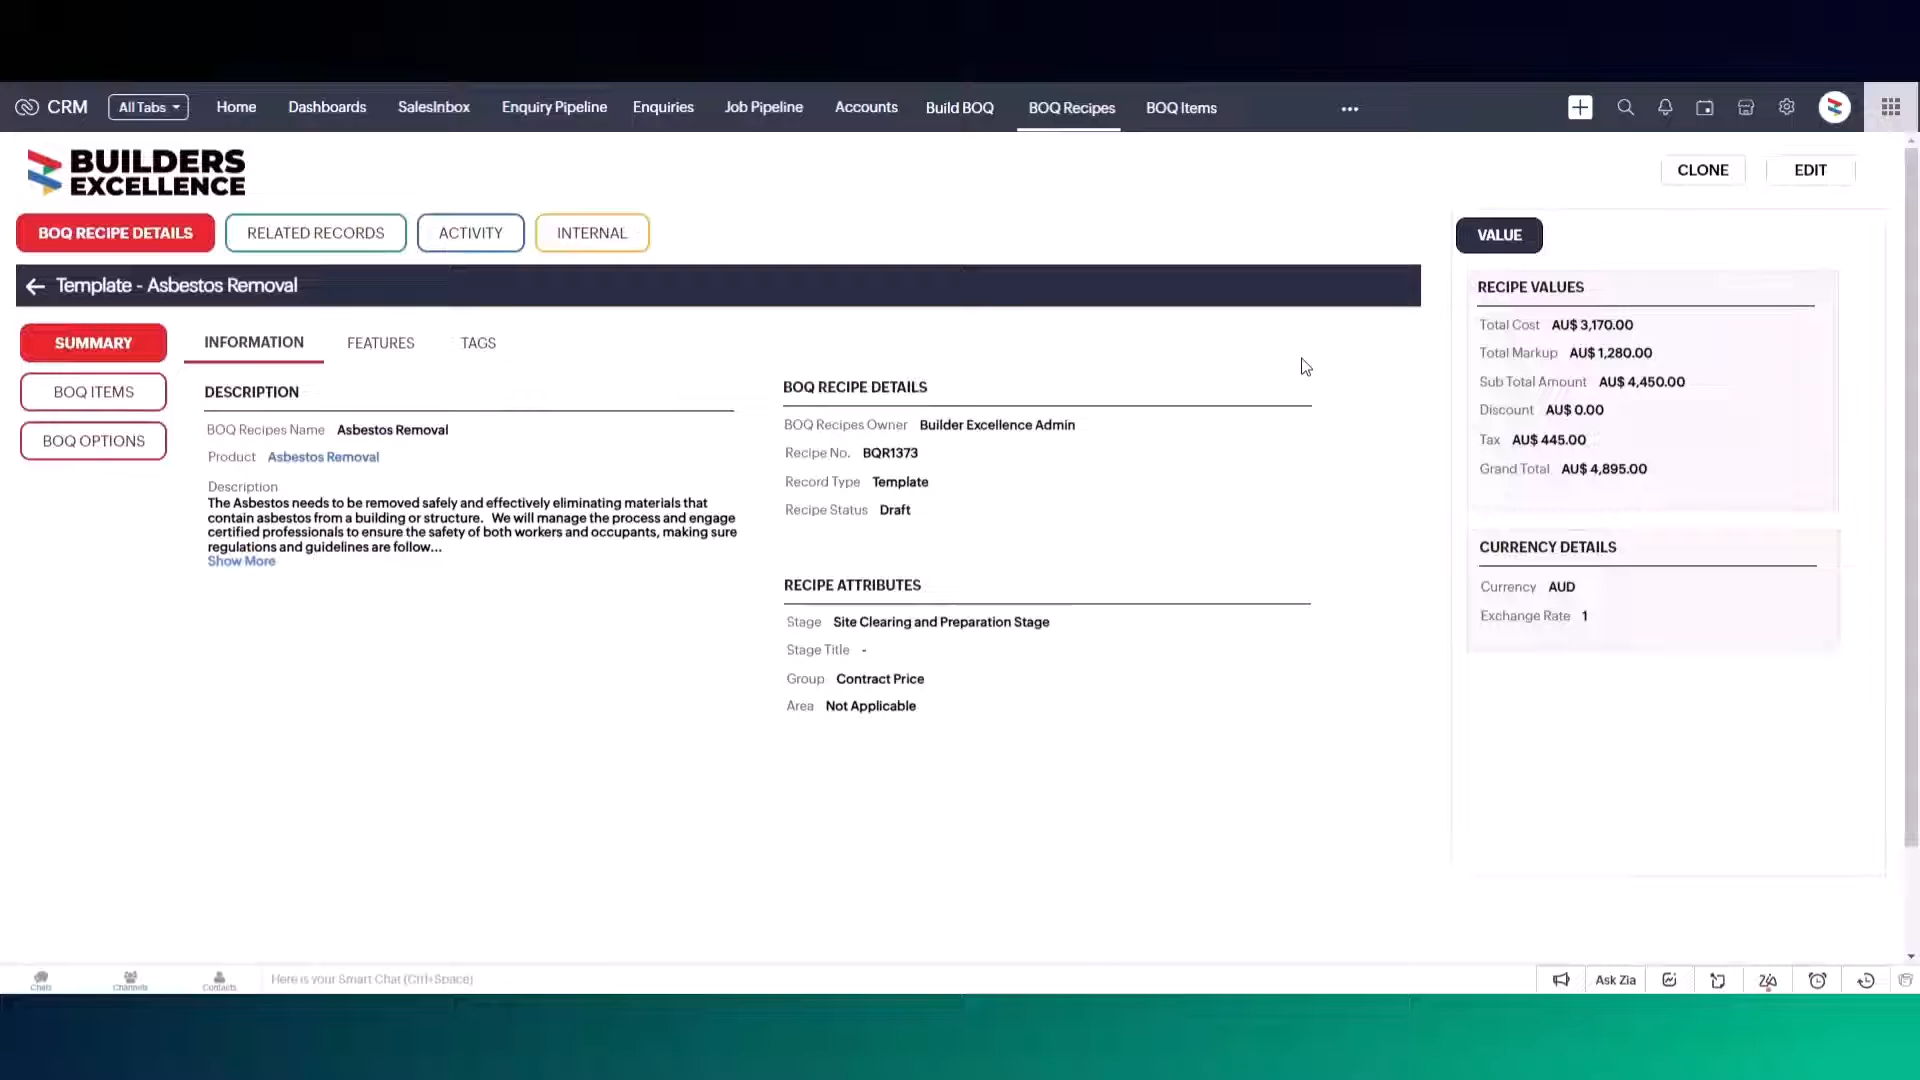 CRM All Tabs Home Dashboards SalesInbox Enquiry Pipeline Enquiries Job Pipeline Accounts Build BOQ BOQ Recipes BOQ Items
BUILDERS
EXCELLENCE
CLONE EDIT
BOQ RECIPE DETAILS RELATED RECORDS ACTIVITY INTERNAL
Template - Asbestos Removal
SUMMARY
BOQ ITEMS
BOQ OPTIONS
INFORMATION FEATURES TAGS
DESCRIPTION
BOQ Recipes Name Asbestos Removal
Product Asbestos Removal
Description
The Asbestos needs to be removed safely and effectively eliminating materials that
contain asbestos from a building or structure. We will manage the process and engage
certified professionals to ensure the safety of both workers and occupants, making sure
regulations and guidelines are follow...
Show More
BOQ RECIPE DETAILS
BOQ Recipes Owner Builder Excellence Admin
Recipe No. BQR1373
Record Type Template
Recipe Status Draft
RECIPE ATTRIBUTES
Stage Site Clearing and Preparation Stage
Stage Title -
Group Contract Price
Area Not Applicable
VALUE
RECIPE VALUES
Total Cost AU$ 3,170.00
Total Markup AU$ 1,280.00
Sub Total Amount AU$ 4,450.00
Discount AU$ 0.00
Tax AU$ 445.00
Grand Total AU$ 4,895.00
CURRENCY DETAILS
Currency AUD
Exchange Rate 1
Chats Channels Contacts Here is your Smart Chat (Ctrl+Space) Ask Zia